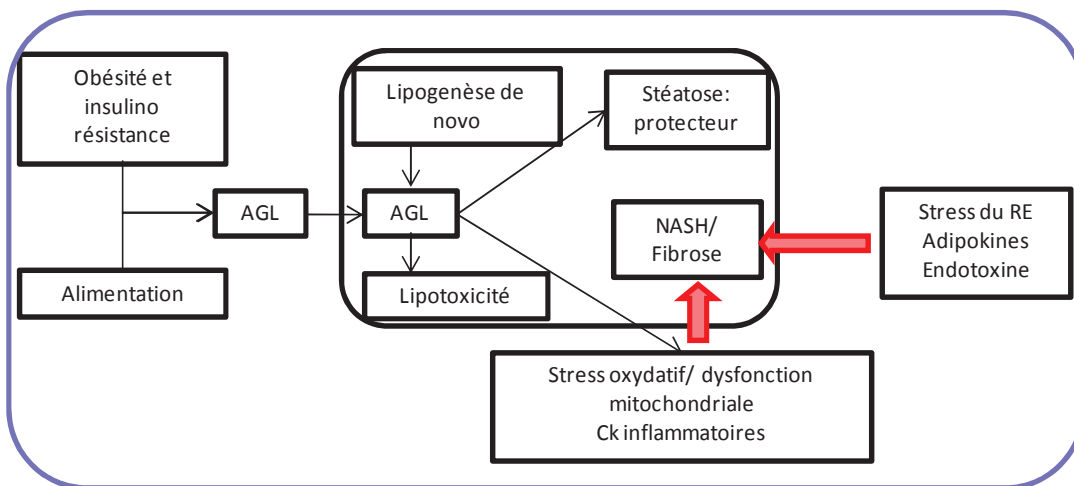 Obésité et
insulino
résistance
Alimentation
AGL
Lipogenèse de
novo
AGL
Lipotoxicité
Stéatose:
protecteur
NASH/
Fibrose
Stress du RE
Adipokines
Endotoxine
Stress oxydatif/ dysfonction
mitochondriale
Ck inflammatoires